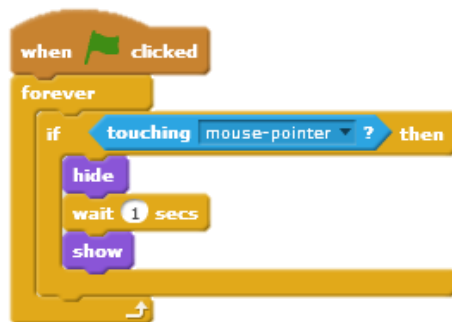 when clicked
forever
if touching mouse-pointer ? then
hide
wait 1 secs
show